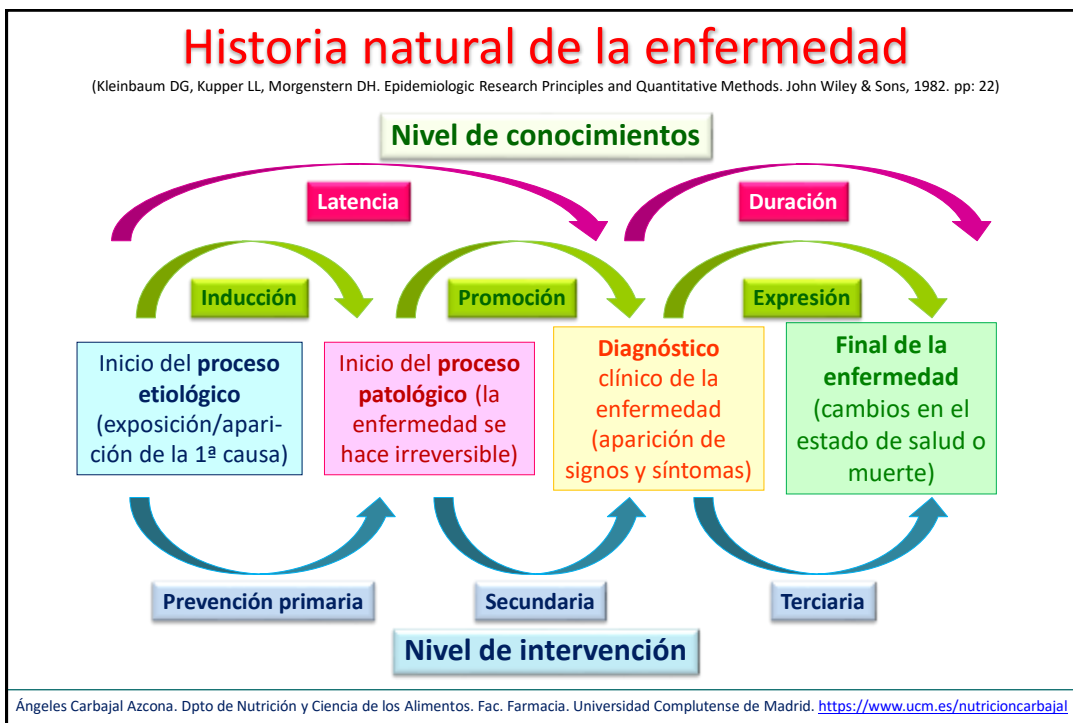 Historia natural de la enfermedad
(Kleinbaum DG, Kupper LL, Morgenstern DH. Epidemiologic Research Principles and Quantitative Methods. John Wiley & Sons, 1982. pp: 22)
Nivel de conocimientos
Latencia
Duración
Inducción
Promoción
Expresión
Inicio del proceso
etiológico
(exposición/apari-
ción de la 1ª causa)
Inicio del proceso
patológico (la
enfermedad se
hace irreversible)
Diagnóstico
clínico de la
enfermedad
(aparición de
signos y síntomas)
Final de la
enfermedad
(cambios en el
estado de salud o
muerte)
Prevención primaria
Secundaria
Terciaria
Nivel de intervención
Ángeles Carbajal Azcona. Dpto de Nutrición y Ciencia de los Alimentos. Fac. Farmacia. Universidad Complutense de Madrid. https://www.ucm.es/nutricioncarbajal